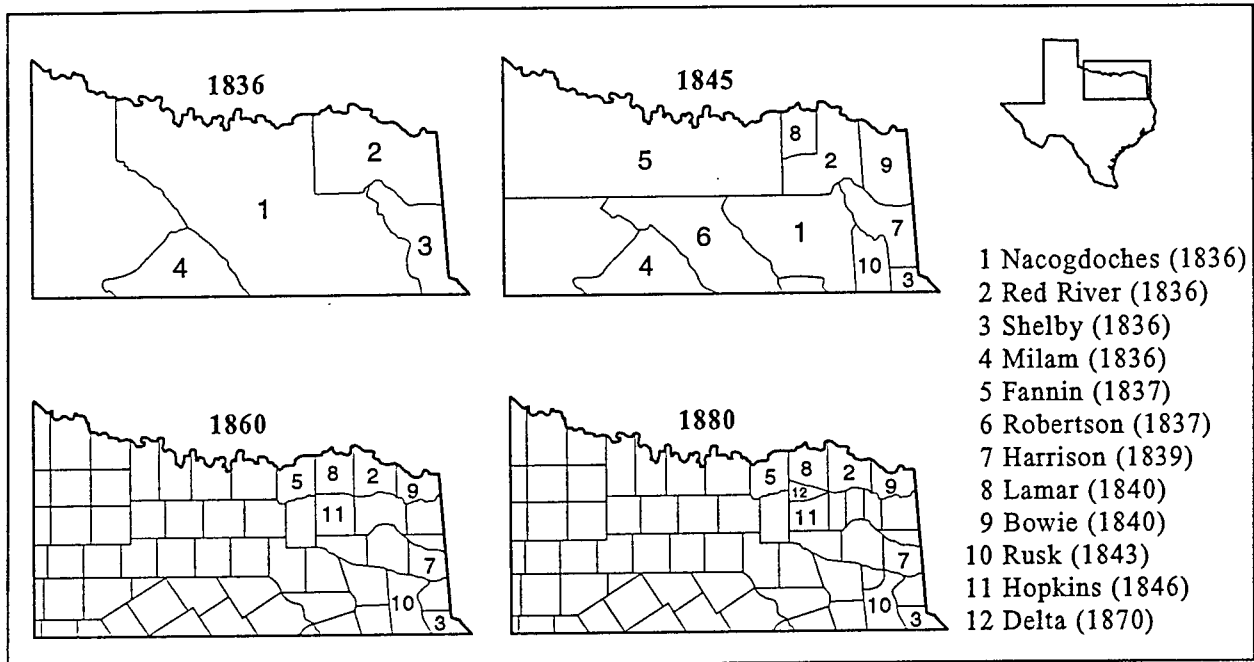 1836
1
2
3
4
1845
5
8
2
9
6
1
7
4
10
3
1860
5
8
2
9
11
7
10
3
1880
5
8
2
12
9
11
7
10
3
1 Nacogdoches (1836)
2 Red River (1836)
3 Shelby (1836)
4 Milam (1836)
5 Fannin (1837)
6 Robertson (1837)
7 Harrison (1839)
8 Lamar (1840)
9 Bowie (1840)
10 Rusk (1843)
11 Hopkins (1846)
12 Delta (1870)